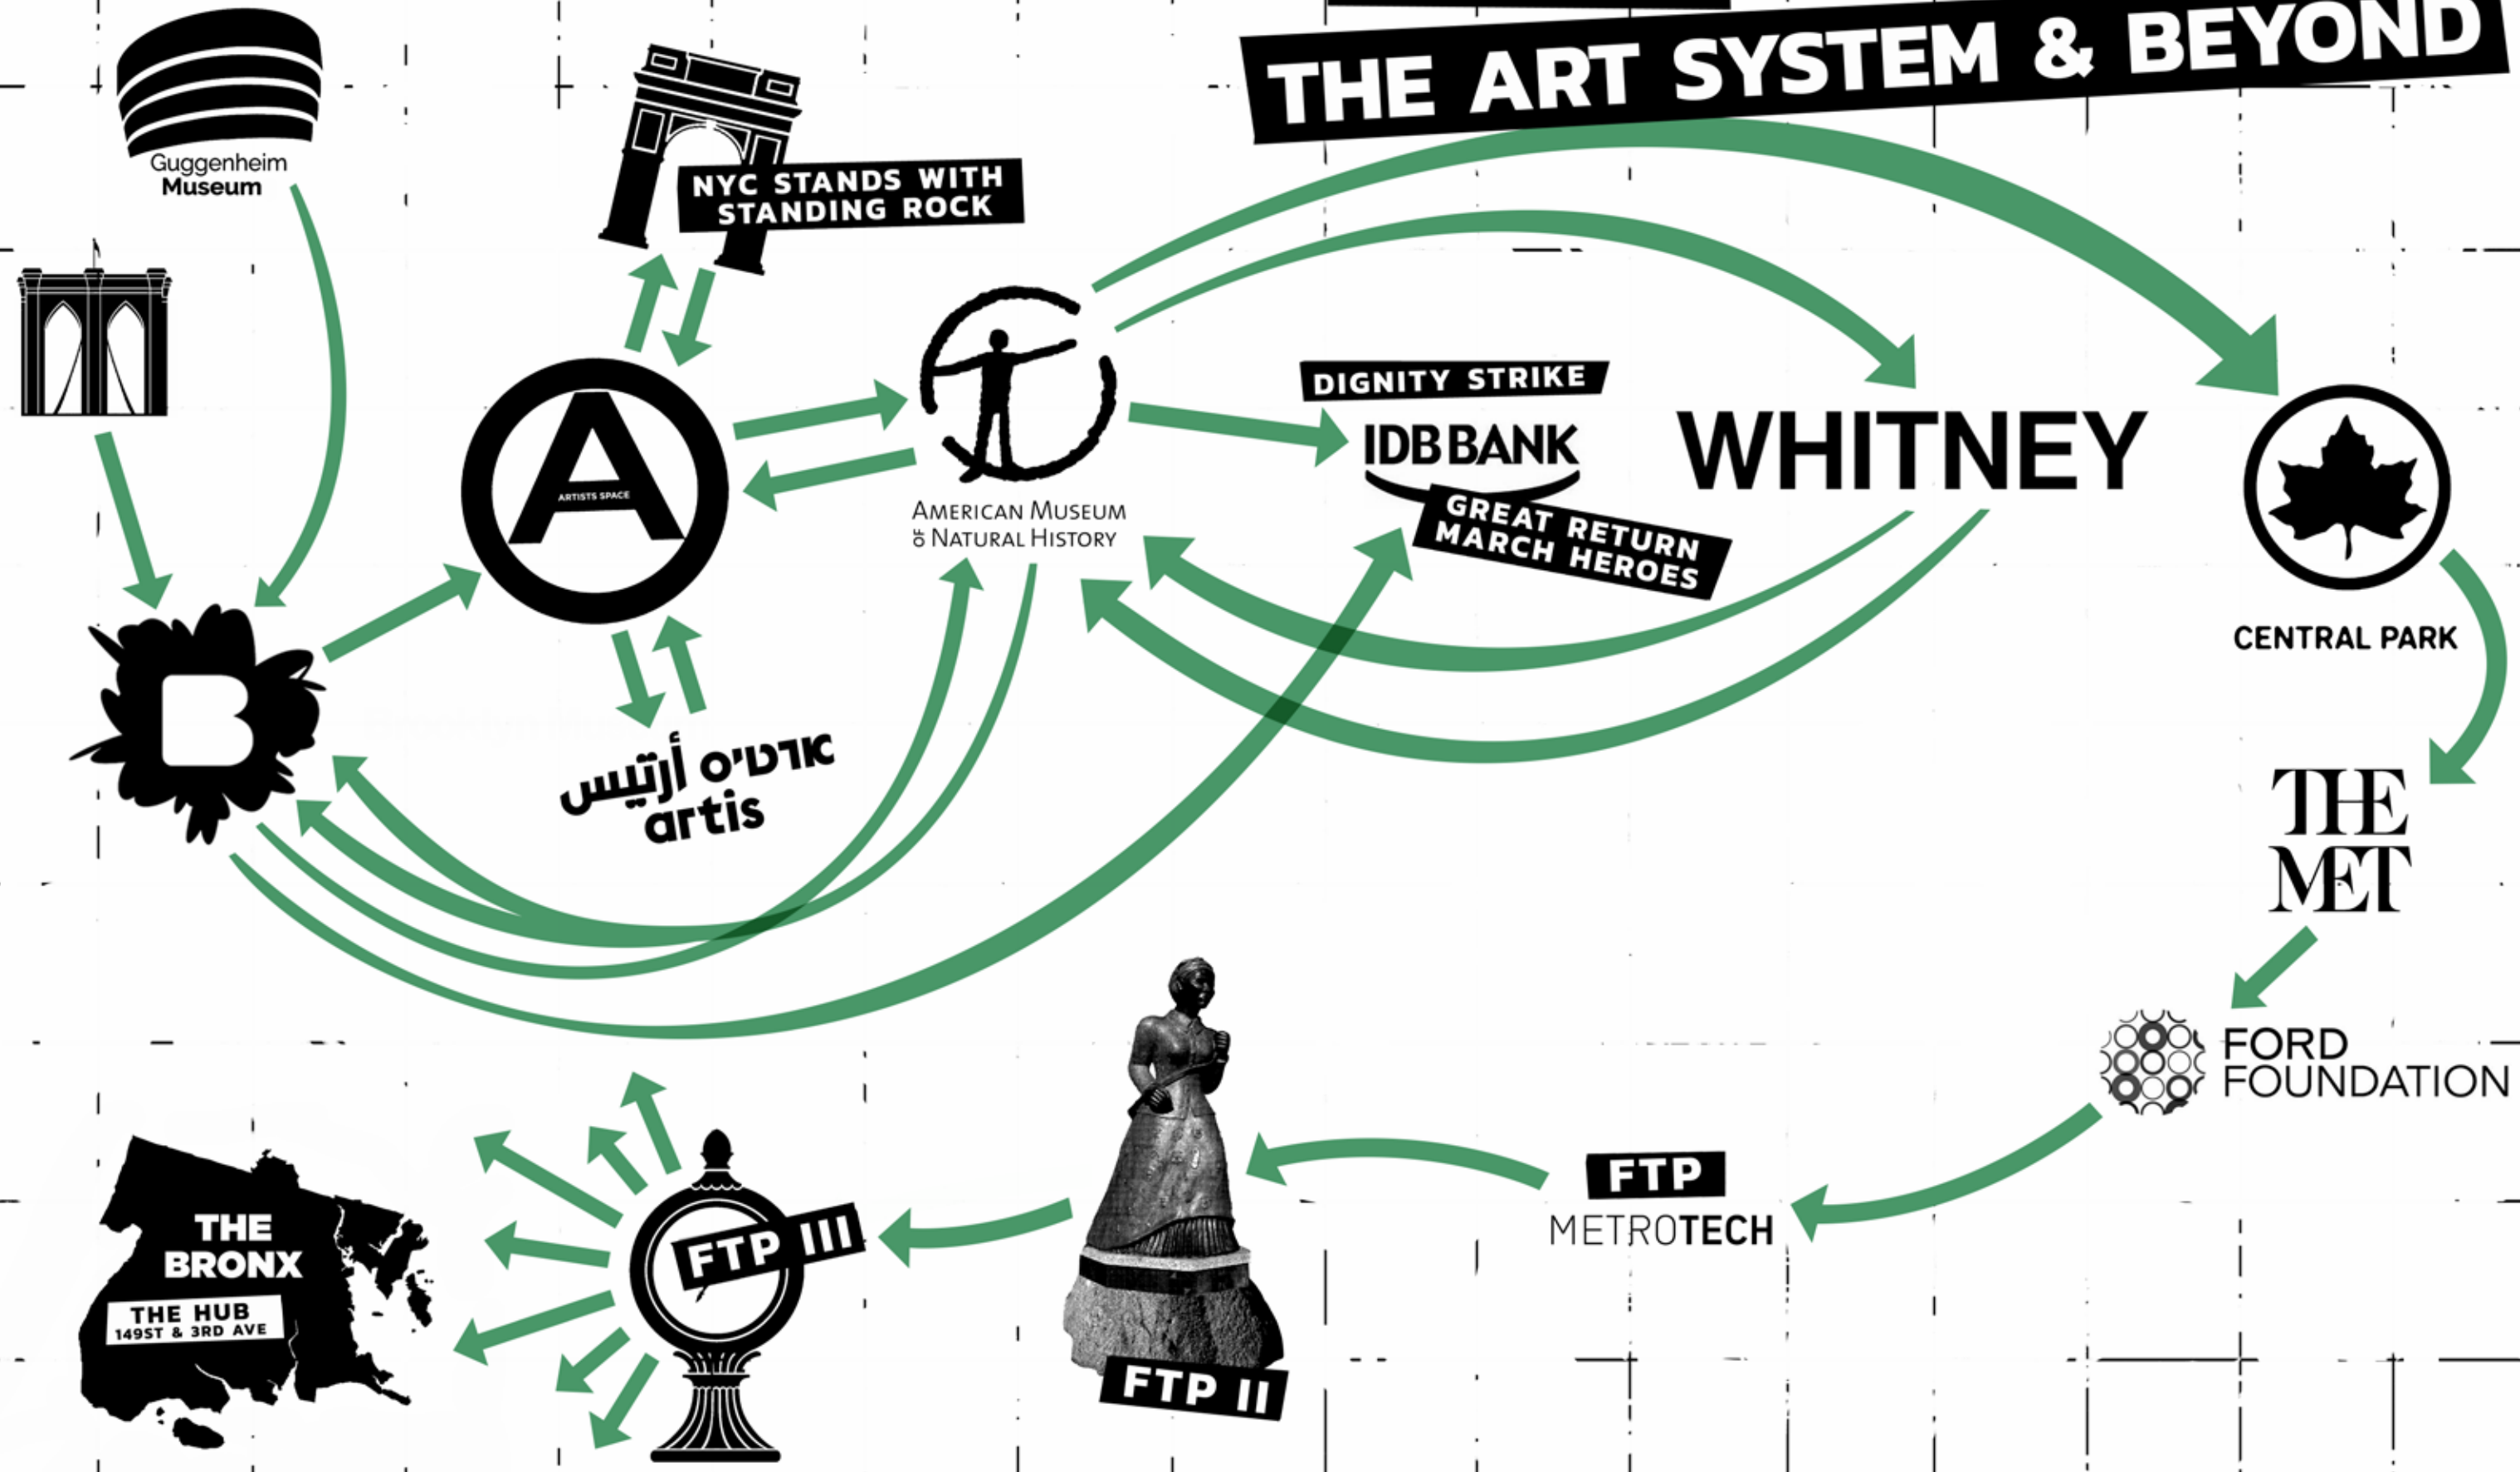 THE ART SYSTEM & BEYOND
Guggenheim
Museum
NYC STANDS WITH
STANDING ROCK
A
ARTISTS SPACE
AMERICAN MUSEUM
OF NATURAL HISTORY
DIGNITY STRIKE
IDB BANK
GREAT RETURN
MARCH HEROES
WHITNEY
CENTRAL PARK
B
أرتيس ארטיס
artis
THE
MET
FORD
FOUNDATION
FTP
METROTECH
FTP II
FTP III
THE
BRONX
THE HUB
149ST & 3RD AVE